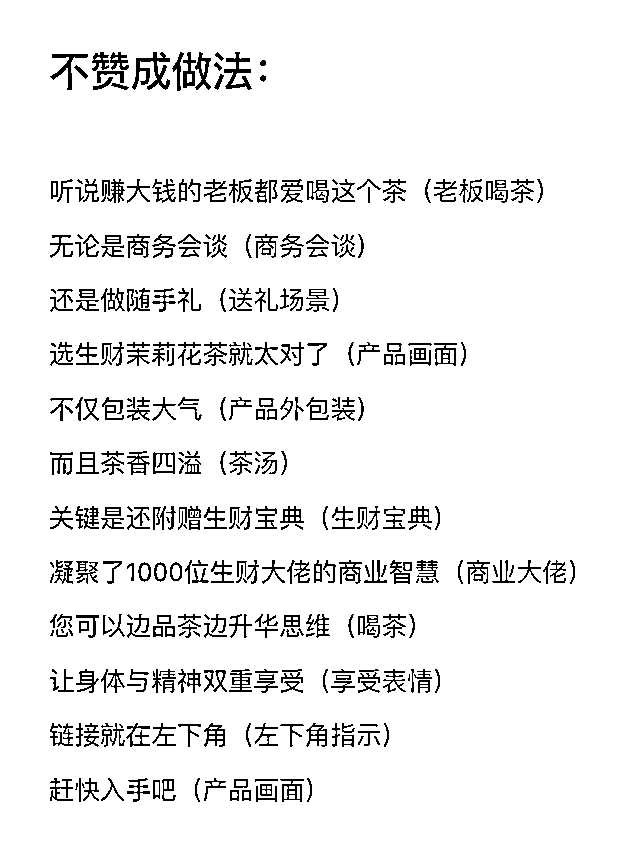 不赞成做法：
听说赚大钱的老板都爱喝这个茶（老板喝茶）
无论是商务会谈（商务会谈）
还是做随手礼（送礼场景）
选生财茉莉花茶就太对了（产品画面）
不仅包装大气（产品外包装）
而且茶香四溢（茶汤）
关键是还附赠生财宝典（生财宝典）
凝聚了1000位生财大佬的商业智慧（商业大佬）
您可以边品茶边升华思维（喝茶）
让身体与精神双重享受（享受表情）
链接就在左下角（左下角指示）
赶快入手吧（产品画面）